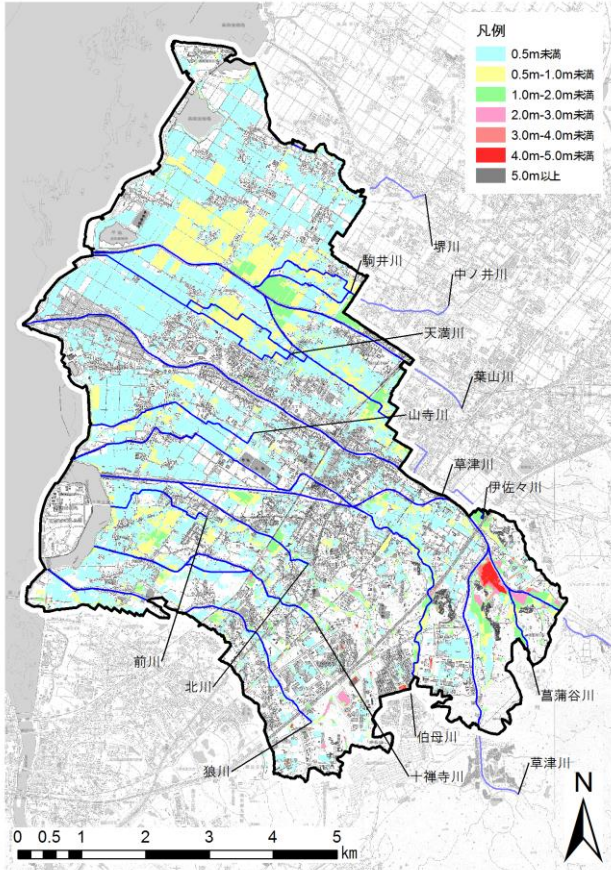 凡例
0.5m未満
0.5m-1.0m未満
1.0m-2.0m未満
2.0m-3.0m未満
3.0m-4.0m未満
4.0m-5.0m未満
5.0m以上
堺川
駒井川
中ノ井川
天満川
葉山川
山寺川
草津川
伊佐々川
前川
北川
菖蒲谷川
伯母川
狼川
十禅寺川
草津川
N
0 0.5 1 2 3 4 5
km